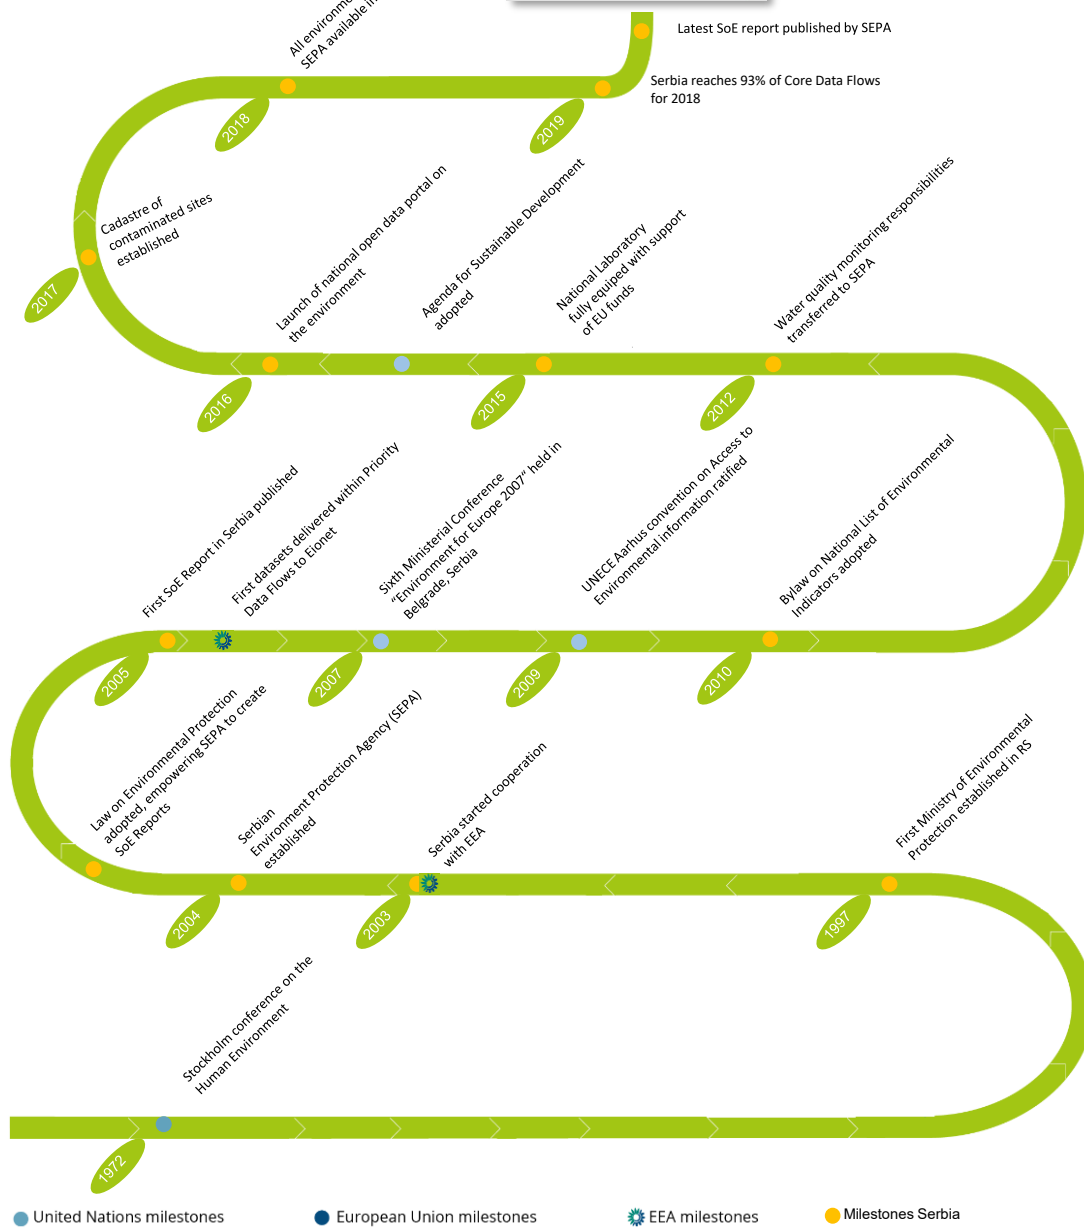 All environme
SEPA available in
Latest SoE report published by SEPA
Serbia reaches 93% of Core Data Flows
for 2018
2018
2019
Cadastre of
contaminated sites
established
2017
Launch of national open data portal on
the environment
Agenda for Sustainable Development
adopted
National Laboratory
fully equiped with support
of EU funds
Water quality monitoring responsibilities
transferred to SEPA
2016
2015
2012
First SoE Report in Serbia published
First datasets delivered within Priority
Data Flows to Eionet
Sixth Ministerial Conference
“Environment for Europe 2007” held in
Belgrade, Serbia
UNECE Aarhus convention on Access to
Environmental information ratified
Bylaw on National List of Environmental
Indicators adopted
2005
2007
2009
2010
Law on Environmental Protection
adopted, empowering SEPA to create
SoE Reports
Serbian
Environment Protection Agency (SEPA)
established
Serbia started cooperation
with EEA
First Ministry of Environmental
Protection established in RS
2004
2003
1997
Stockholm conference on the
Human Environment
1972
United Nations milestones
European Union milestones
EEA milestones
Milestones Serbia